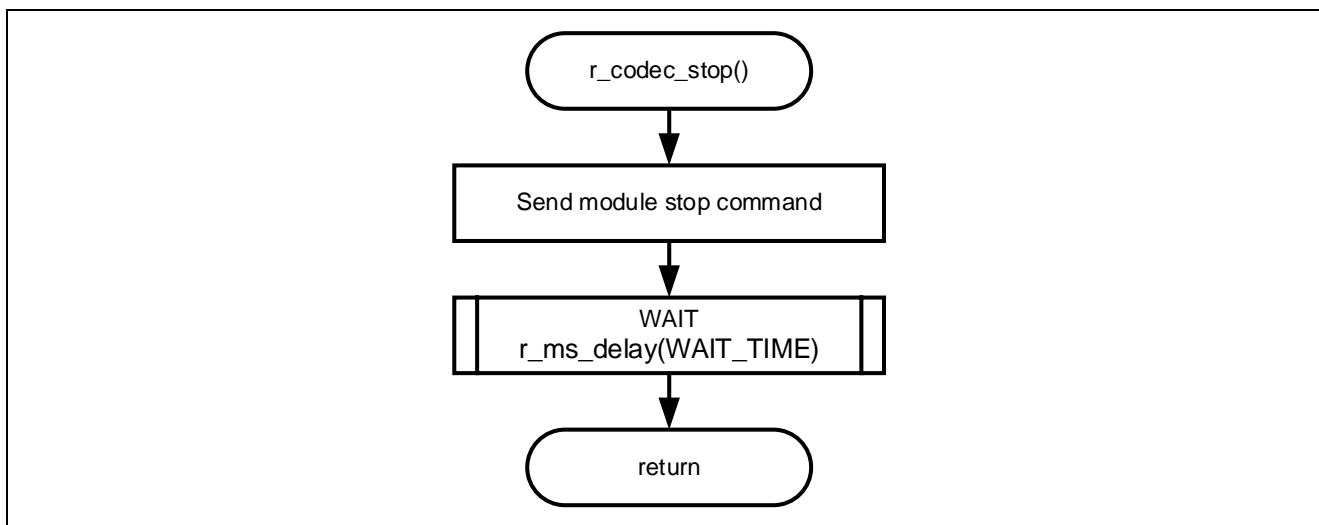 r_codec_stop()
Send module stop command
WAIT
r_ms_delay(WAIT_TIME)
return